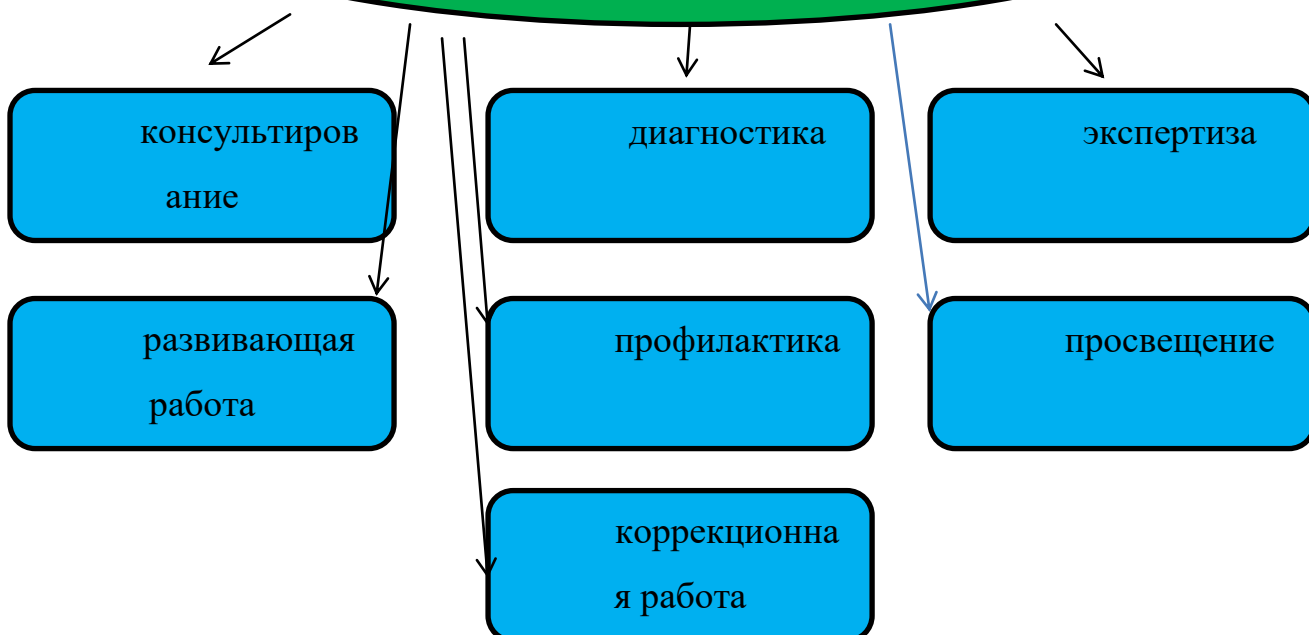 консультиров
ание
диагностика
экспертиза
развивающая
работа
профилактика
просвещение
коррекционна
я работа